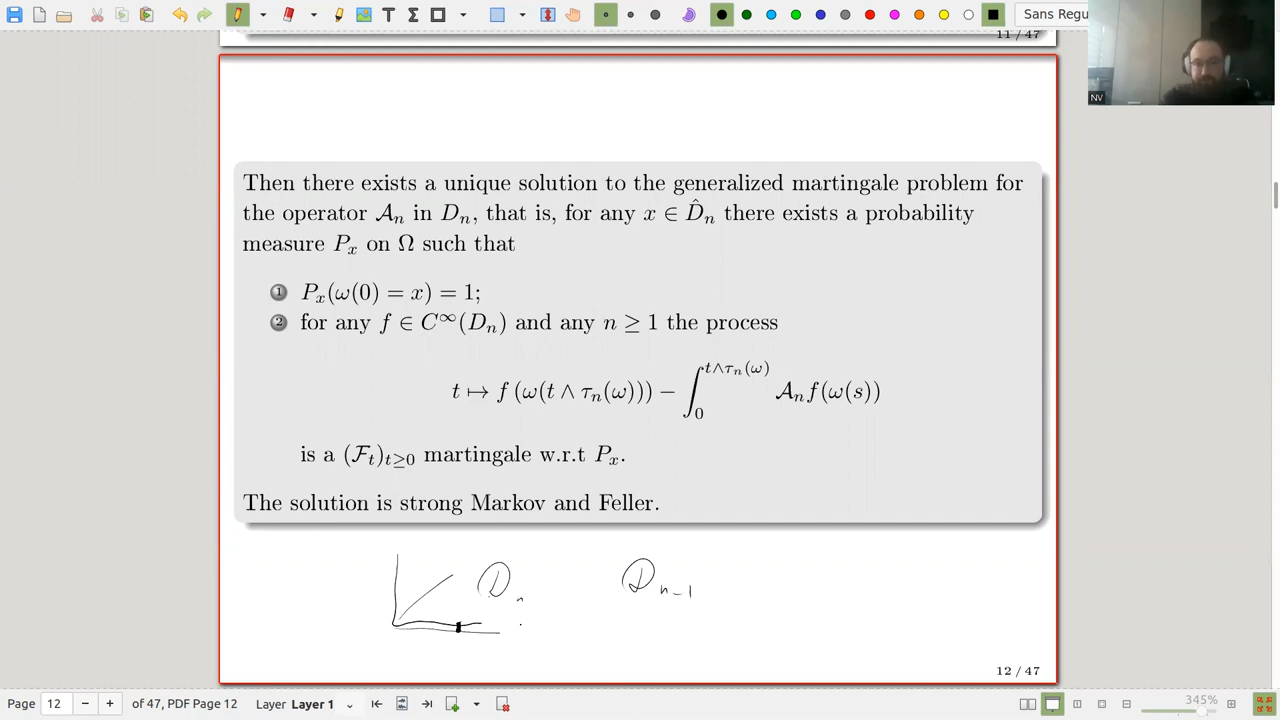 Sans Regu
11 / 47
NV
Then there exists a unique solution to the generalized martingale problem for
the operator 𝒜ₙ in Dₙ, that is, for any x ∈ D̂ₙ there exists a probability
measure Pₓ on Ω such that
1 Pₓ(ω(0) = x) = 1;
2 for any f ∈ C^∞(Dₙ) and any n ≥ 1 the process
t ↦ f (ω(t ∧ τₙ(ω))) − ∫₀^{t∧τₙ(ω)} 𝒜ₙf(ω(s))
is a (ℱₜ)ₜ≥₀ martingale w.r.t Pₓ.
The solution is strong Markov and Feller.
Dₙ Dₙ₋₁
12 / 47
Page 12 of 47, PDF Page 12 Layer Layer 1 345%